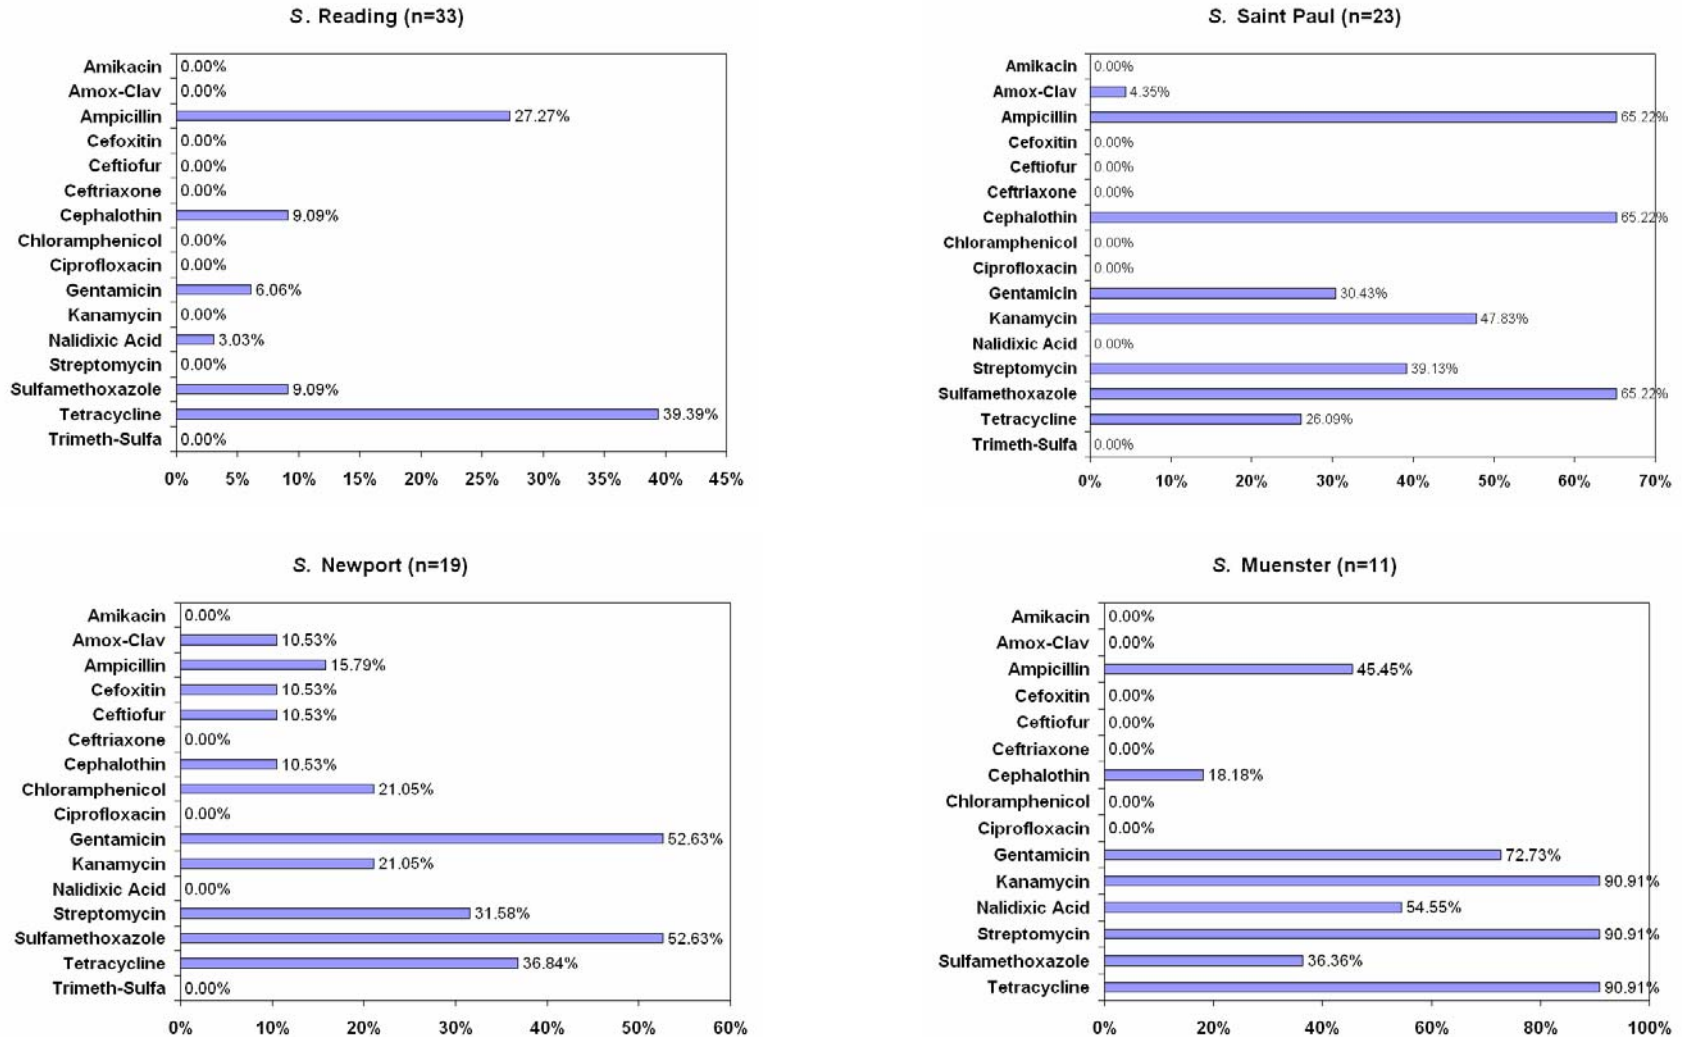 S. Reading (n=33)
Amikacin 0.00%
Amox-Clav 0.00%
Ampicillin 27.27%
Cefoxitin 0.00%
Ceftiofur 0.00%
Ceftriaxone 0.00%
Cephalothin 9.09%
Chloramphenicol 0.00%
Ciprofloxacin 0.00%
Gentamicin 6.06%
Kanamycin 0.00%
Nalidixic Acid 3.03%
Streptomycin 0.00%
Sulfamethoxazole 9.09%
Tetracycline 39.39%
Trimeth-Sulfa 0.00%
0% 5% 10% 15% 20% 25% 30% 35% 40% 45%
S. Saint Paul (n=23)
Amikacin 0.00%
Amox-Clav 4.35%
Ampicillin 65.22%
Cefoxitin 0.00%
Ceftiofur 0.00%
Ceftriaxone 0.00%
Cephalothin 65.22%
Chloramphenicol 0.00%
Ciprofloxacin 0.00%
Gentamicin 30.43%
Kanamycin 47.83%
Nalidixic Acid 0.00%
Streptomycin 39.13%
Sulfamethoxazole 65.22%
Tetracycline 26.09%
Trimeth-Sulfa 0.00%
0% 10% 20% 30% 40% 50% 60% 70%
S. Newport (n=19)
Amikacin 0.00%
Amox-Clav 10.53%
Ampicillin 15.79%
Cefoxitin 10.53%
Ceftiofur 10.53%
Ceftriaxone 0.00%
Cephalothin 10.53%
Chloramphenicol 21.05%
Ciprofloxacin 0.00%
Gentamicin 52.63%
Kanamycin 21.05%
Nalidixic Acid 0.00%
Streptomycin 31.58%
Sulfamethoxazole 52.63%
Tetracycline 36.84%
Trimeth-Sulfa 0.00%
0% 10% 20% 30% 40% 50% 60%
S. Muenster (n=11)
Amikacin 0.00%
Amox-Clav 0.00%
Ampicillin 45.45%
Cefoxitin 0.00%
Ceftiofur 0.00%
Ceftriaxone 0.00%
Cephalothin 18.18%
Chloramphenicol 0.00%
Ciprofloxacin 0.00%
Gentamicin 72.73%
Kanamycin 90.91%
Nalidixic Acid 54.55%
Streptomycin 90.91%
Sulfamethoxazole 36.36%
Tetracycline 90.91%
0% 20% 40% 60% 80% 100%